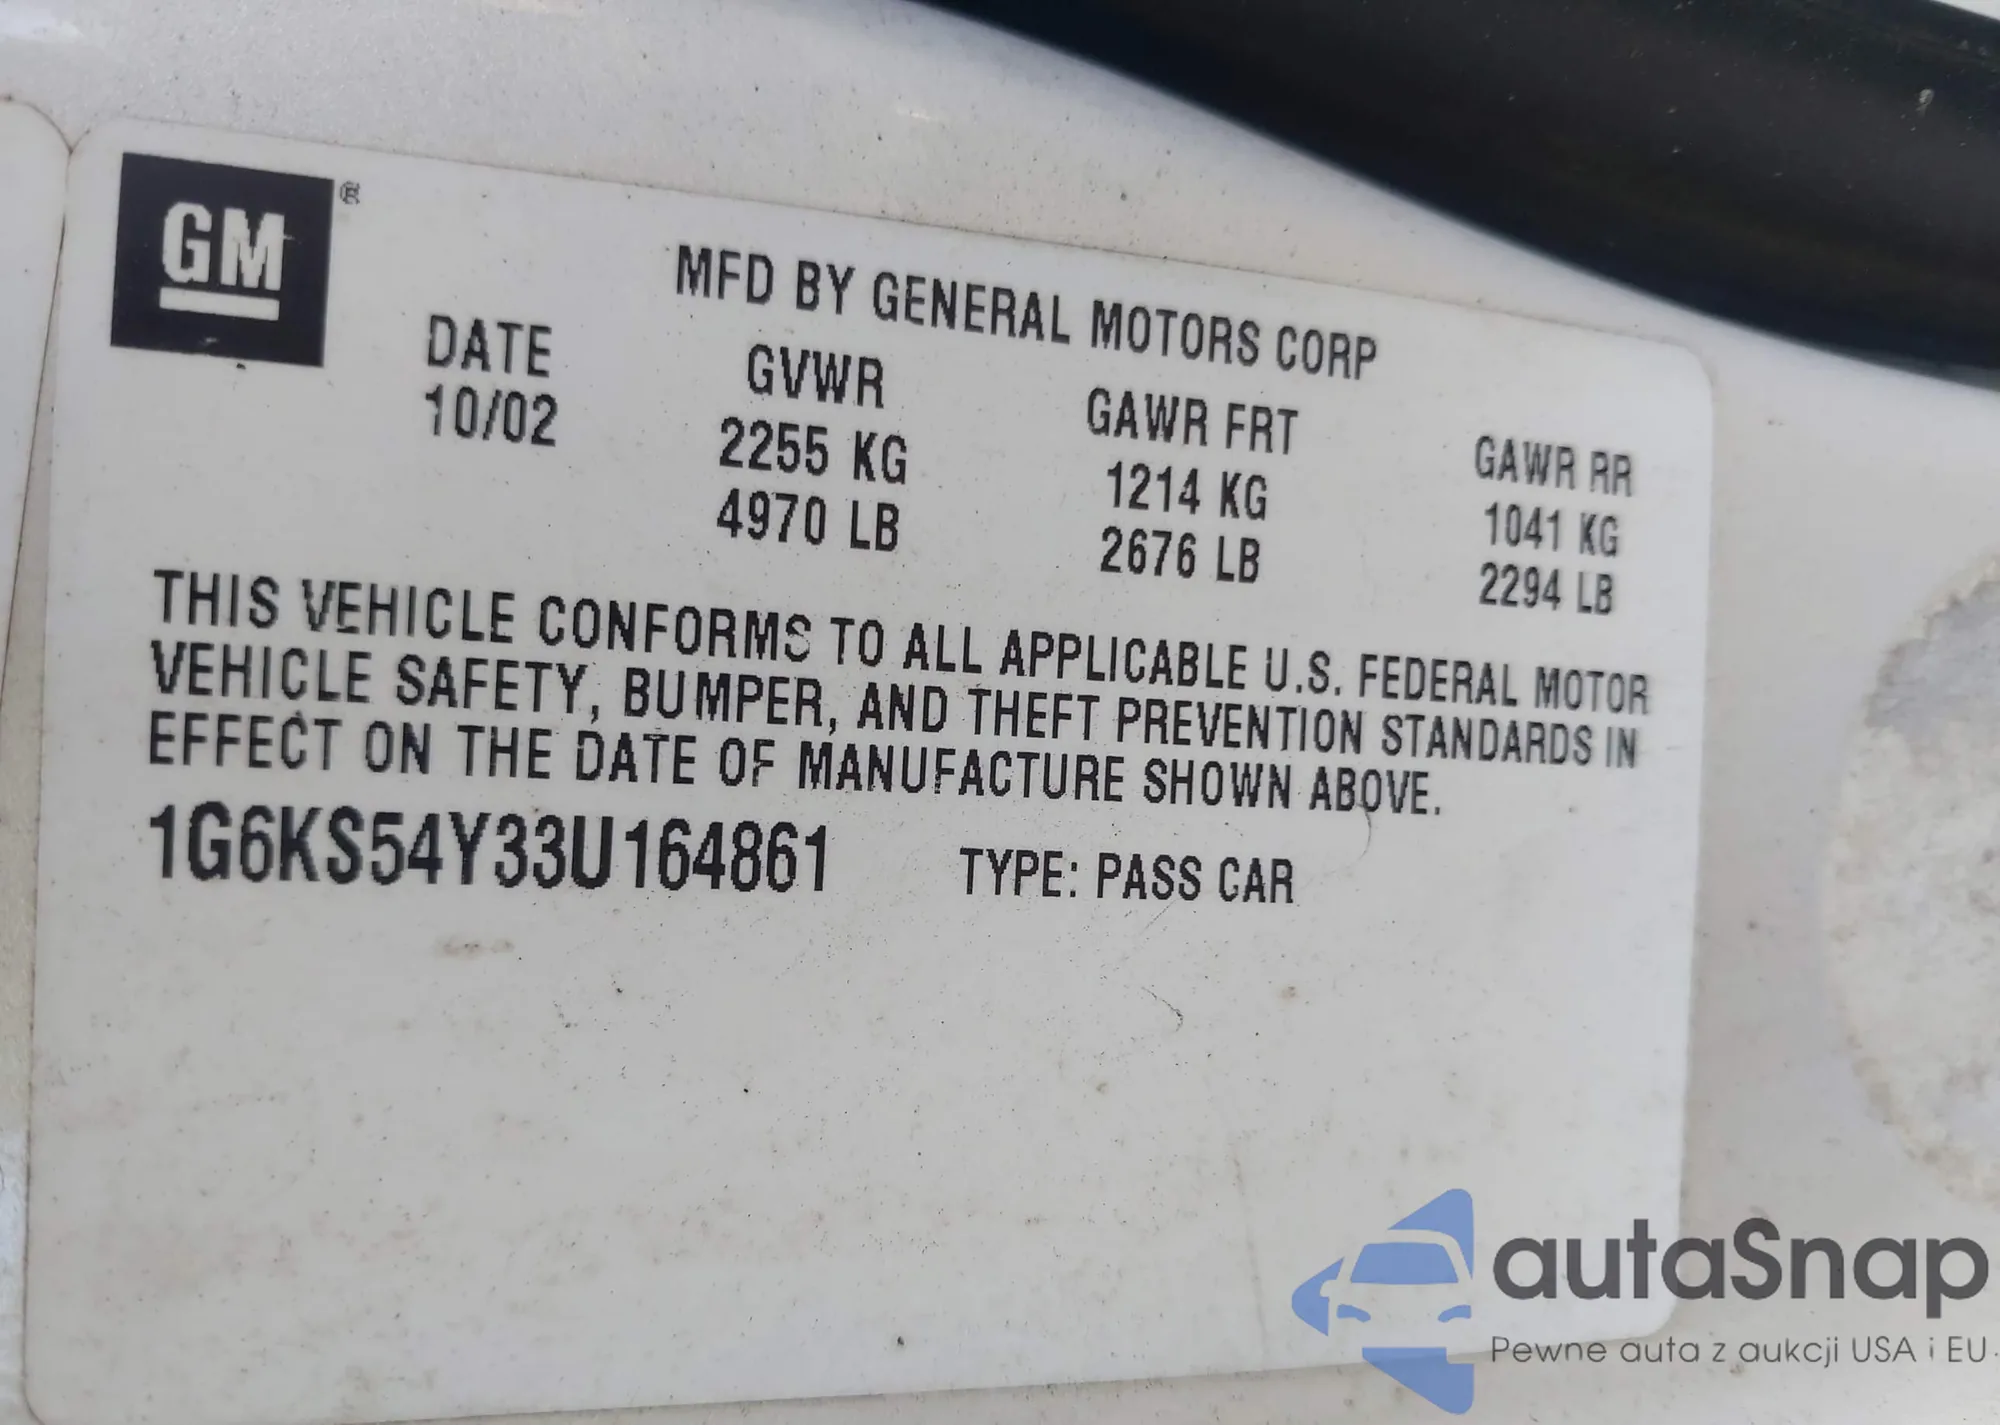 GM ®
MFD BY GENERAL MOTORS CORP
DATE GVWR GAWR FRT GAWR RR
10/02 2255 KG 1214 KG 1041 KG
4970 LB 2676 LB 2294 LB
THIS VEHICLE CONFORMS TO ALL APPLICABLE U.S. FEDERAL MOTOR
VEHICLE SAFETY, BUMPER, AND THEFT PREVENTION STANDARDS IN
EFFECT ON THE DATE OF MANUFACTURE SHOWN ABOVE.
1G6KS54Y33U164861 TYPE: PASS CAR
autaSnap
Pewne auta z aukcji USA i EU